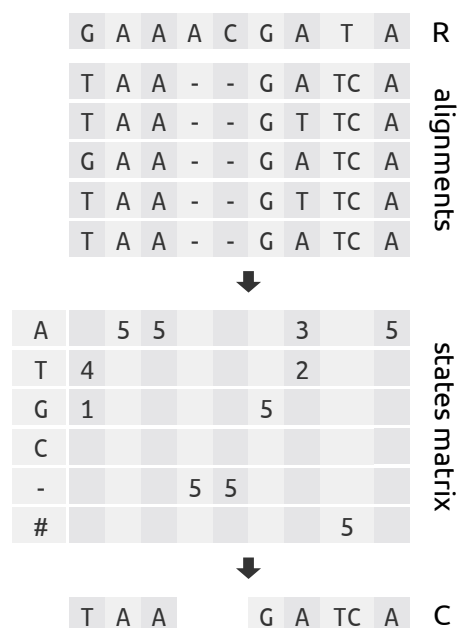 G A A A C G A T A R
T A A - - G A TC A
T A A - - G T TC A
G A A - - G A TC A
T A A - - G T TC A
T A A - - G A TC A
alignments
A 5 5 3 5
T 4 2
G 1 5
C
- 5 5
# 5
states matrix
T A A G A TC A C